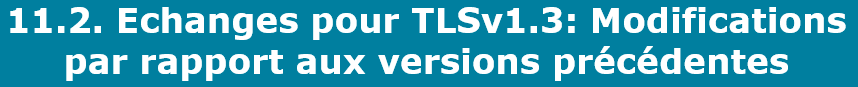 11.2. Echanges pour TLSv1.3: Modifications
par rapport aux versions précédentes